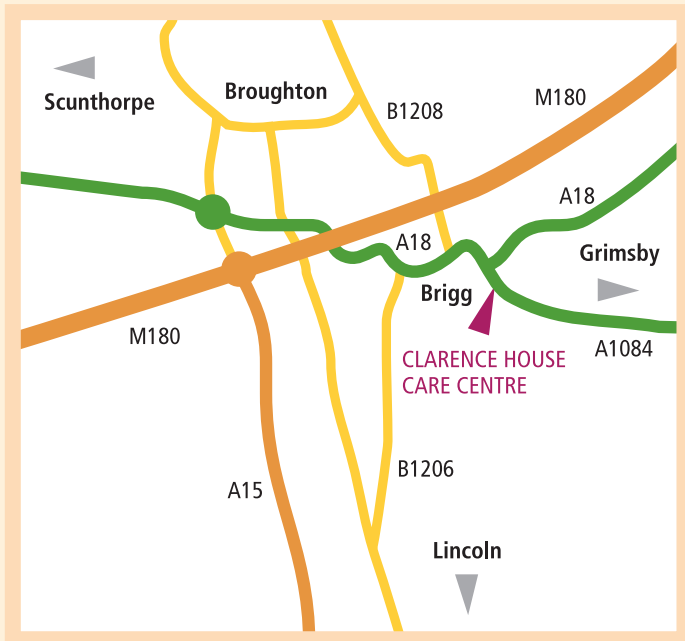 Broughton
Scunthorpe
B1208
M180
A18
A18
Grimsby
Brigg
M180
A1084
CLARENCE HOUSE
CARE CENTRE
B1206
A15
Lincoln